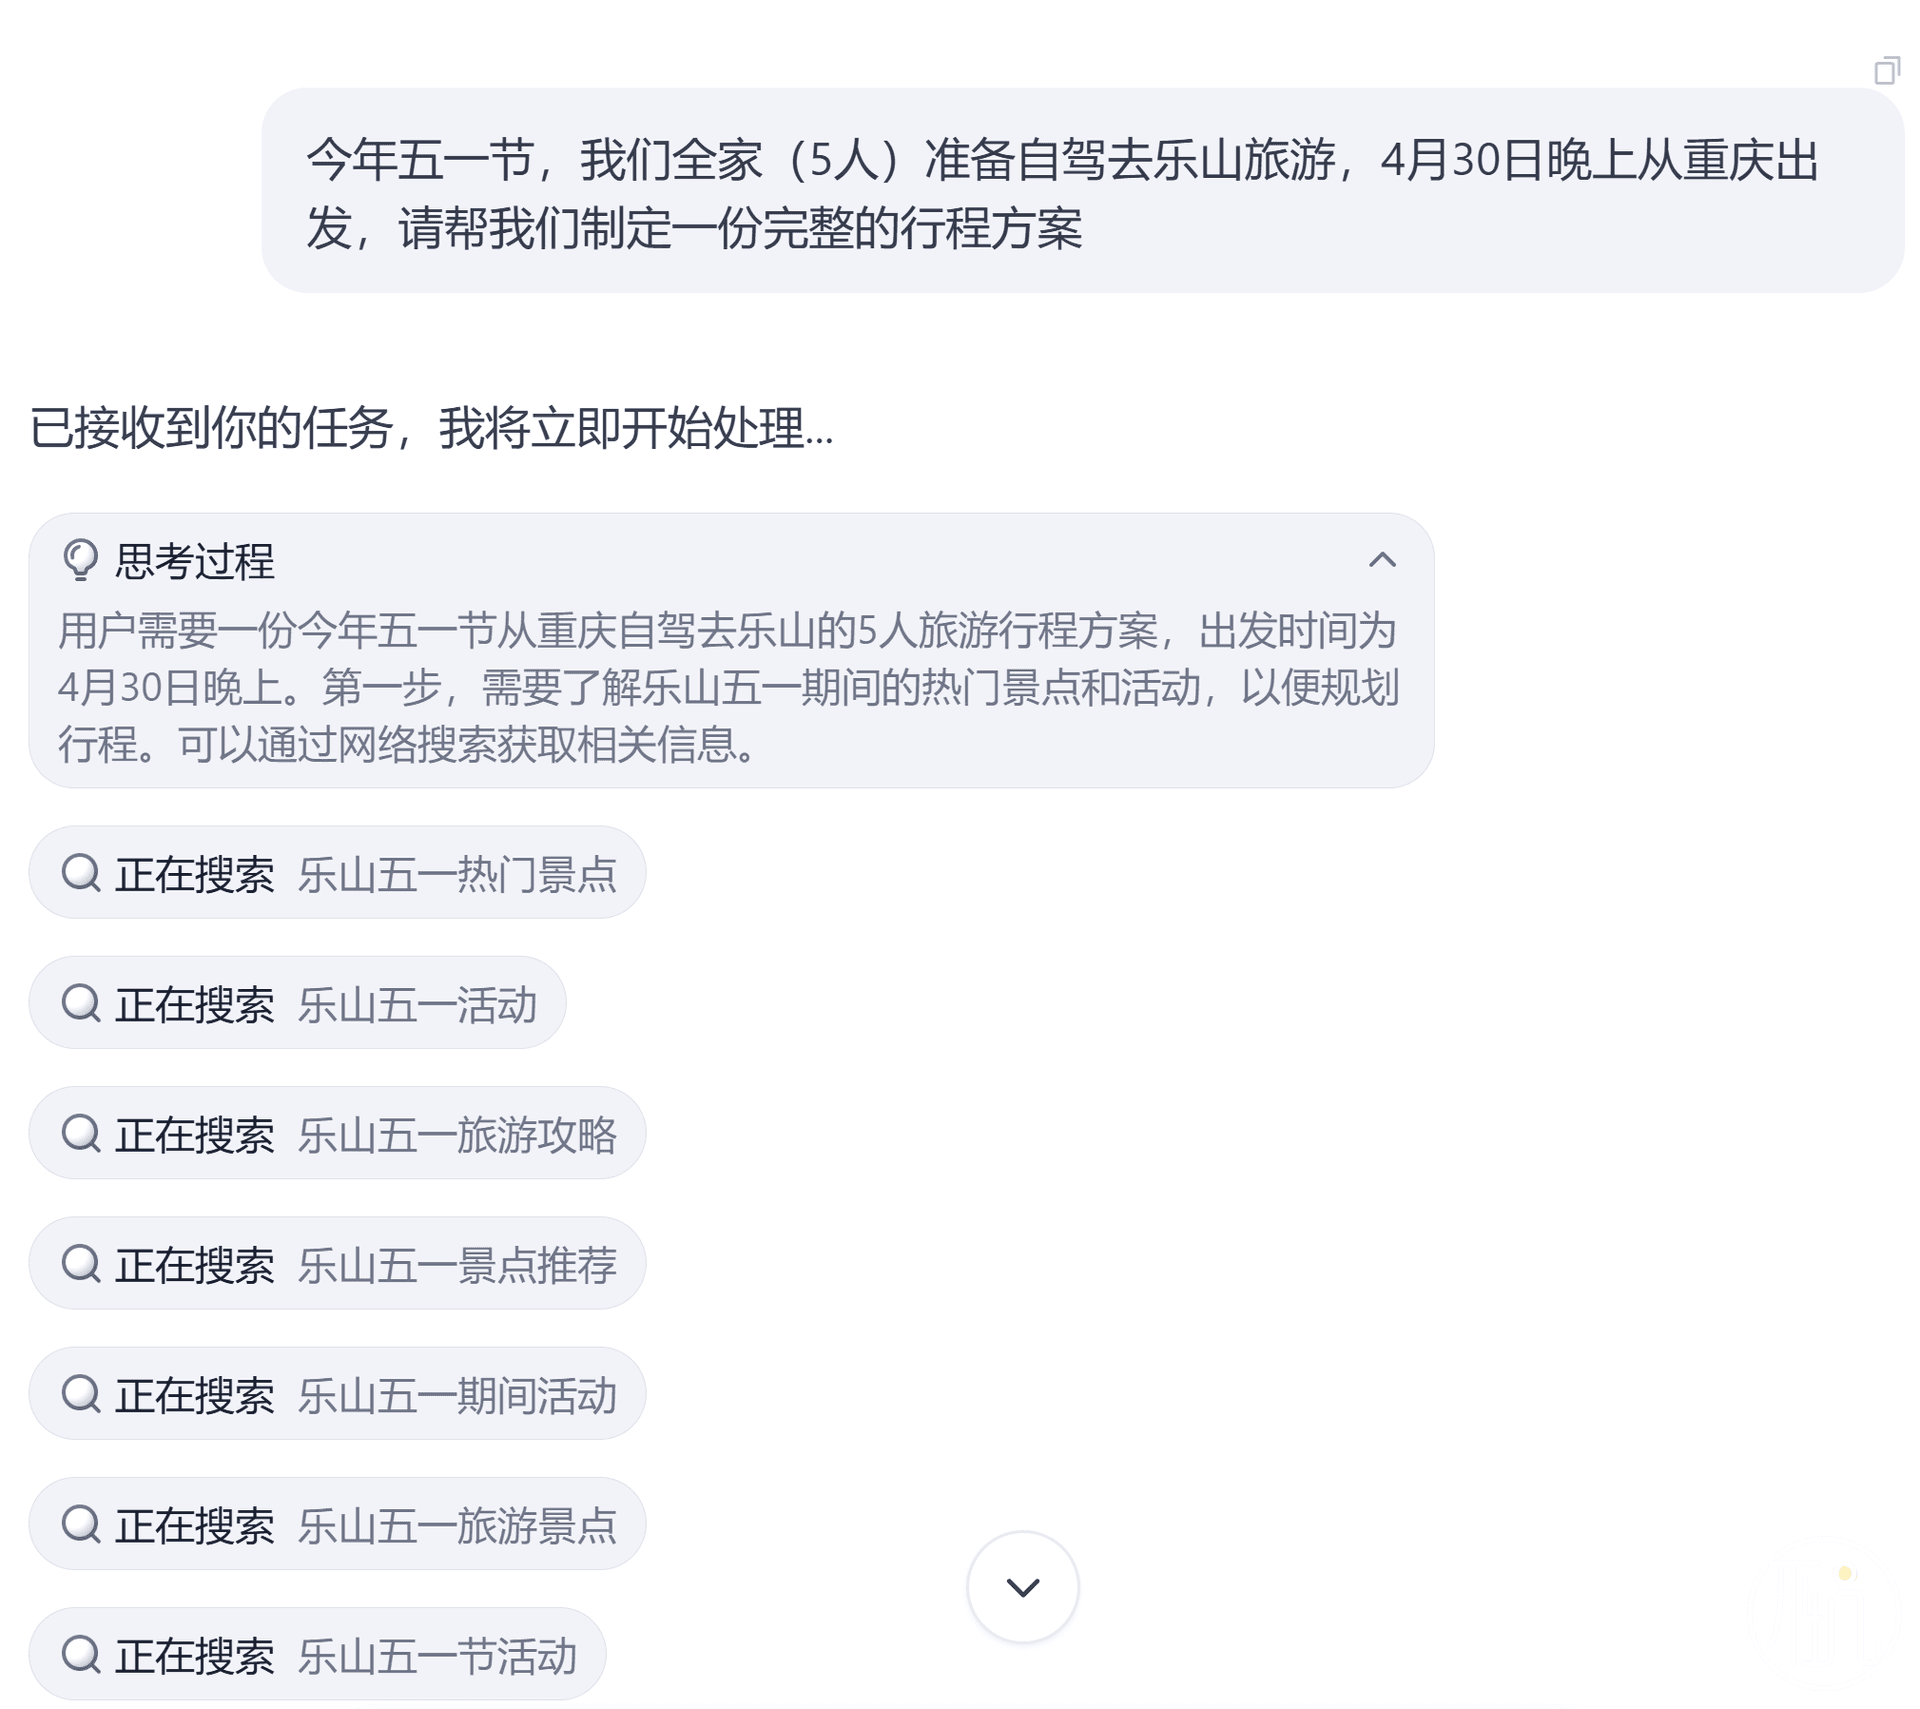 今年五一节，我们全家（5人）准备自驾去乐山旅游，4月30日晚上从重庆出
发，请帮我们制定一份完整的行程方案
已接收到你的任务，我将立即开始处理...
思考过程
用户需要一份今年五一节从重庆自驾去乐山的5人旅游行程方案，出发时间为
4月30日晚上。第一步，需要了解乐山五一期间的热门景点和活动，以便规划
行程。可以通过网络搜索获取相关信息。
正在搜索 乐山五一热门景点
正在搜索 乐山五一活动
正在搜索 乐山五一旅游攻略
正在搜索 乐山五一景点推荐
正在搜索 乐山五一期间活动
正在搜索 乐山五一旅游景点
正在搜索 乐山五一节活动